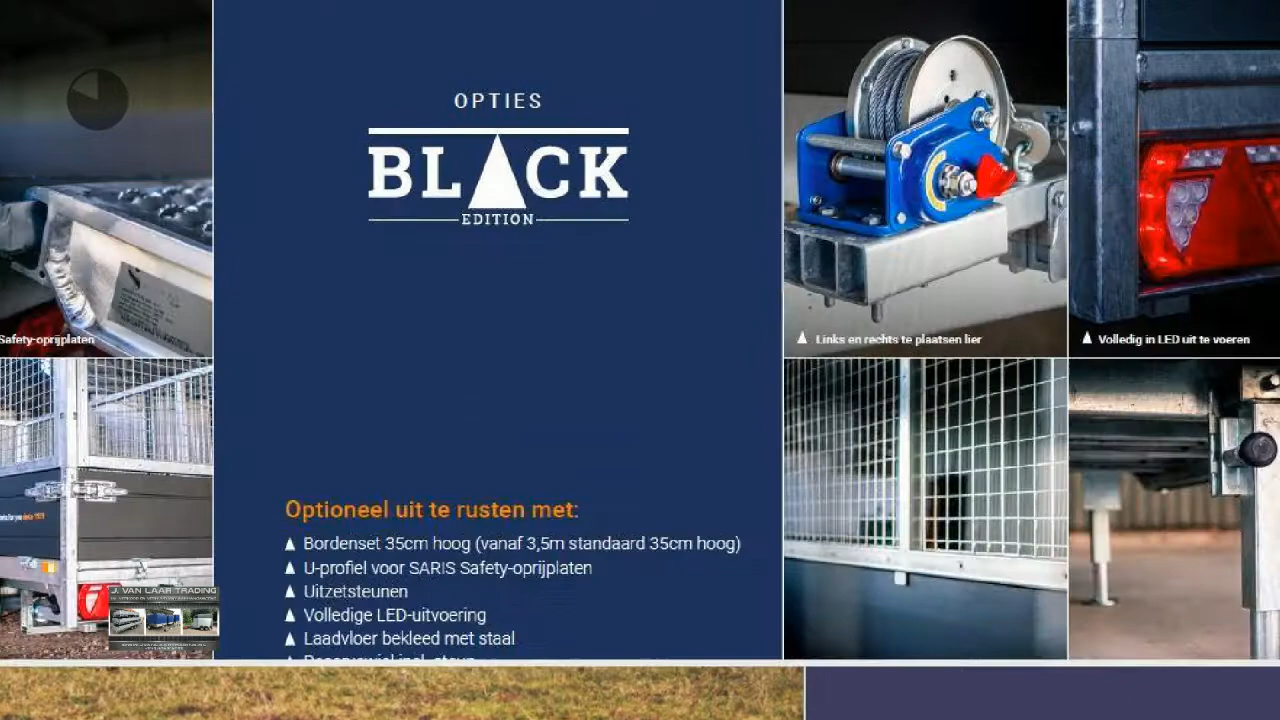 OPTIES
BLACK
EDITION
Safety-oprijplaten
Links en rechts te plaatsen lier
Volledig in LED uit te voeren
Optioneel uit te rusten met:
Bordenset 35cm hoog (vanaf 3,5m standaard 35cm hoog)
U-profiel voor SARIS Safety-oprijplaten
Uitzetsteunen
Volledige LED-uitvoering
Laadvloer bekleed met staal
J. VAN LAAR TRADING